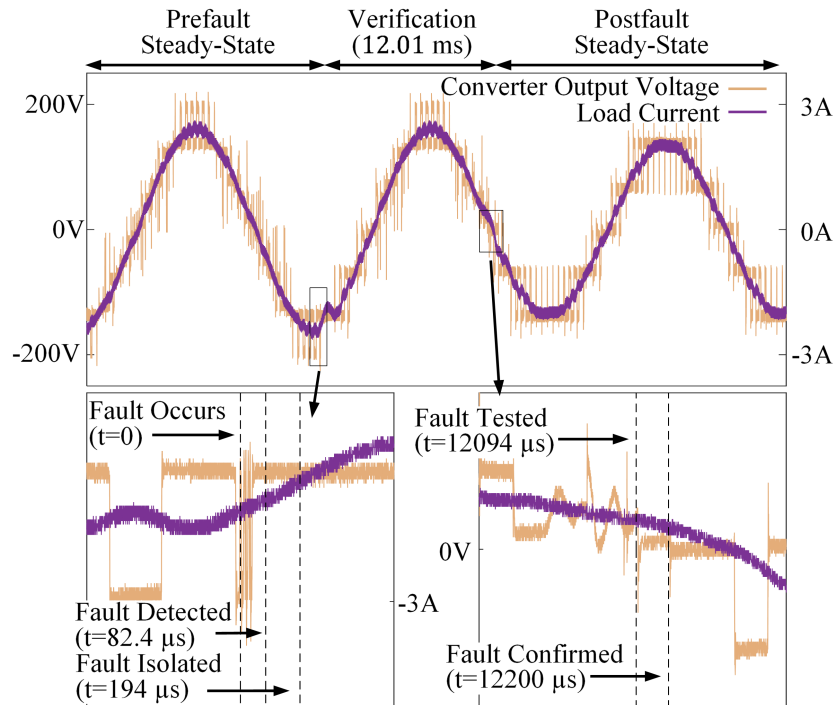 Prefault
Steady-State
Verification
(12.01 ms)
Postfault
Steady-State
Converter Output Voltage
Load Current
200V
0V
-200V
3A
0A
-3A
Fault Occurs
(t=0)
-3A
Fault Detected
(t=82.4 μs)
Fault Isolated
(t=194 μs)
Fault Tested
(t=12094 μs)
0V
Fault Confirmed
(t=12200 μs)